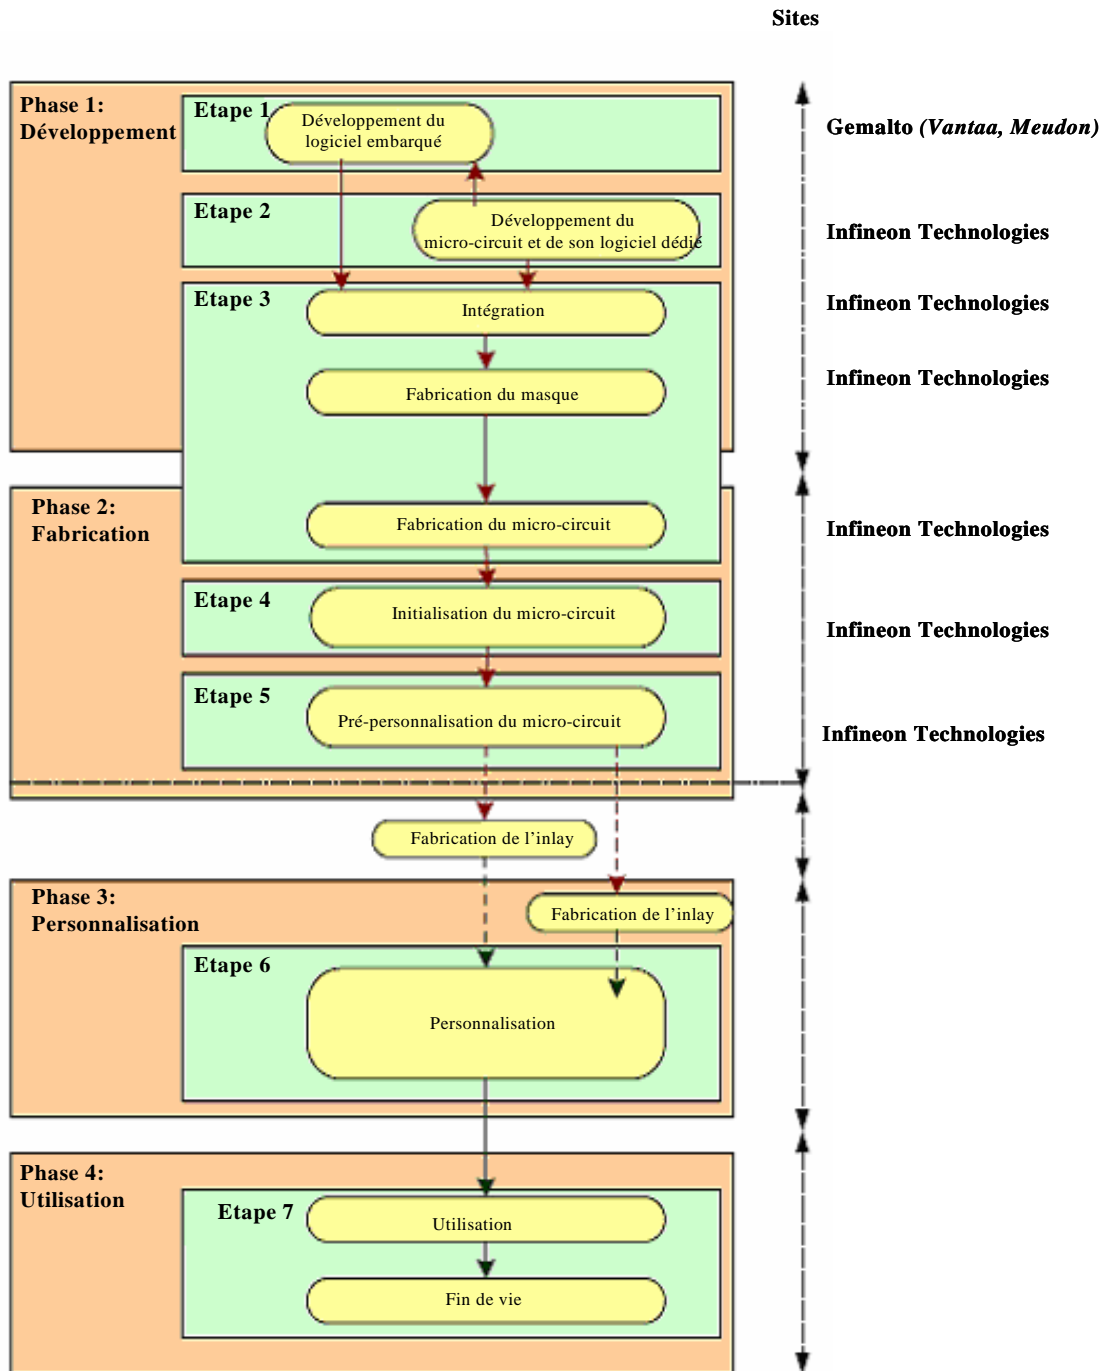 Sites
Phase 1:
Développement
Etape 1
Développement du
logiciel embarqué
Gemalto (Vantaa, Meudon)
Etape 2
Développement du
micro-circuit et de son logiciel dédié
Infineon Technologies
Etape 3
Intégration
Infineon Technologies
Fabrication du masque
Infineon Technologies
Phase 2:
Fabrication
Fabrication du micro-circuit
Infineon Technologies
Etape 4
Initialisation du micro-circuit
Infineon Technologies
Etape 5
Pré-personnalisation du micro-circuit
Infineon Technologies
Fabrication de l'inlay
Phase 3:
Personnalisation
Fabrication de l'inlay
Etape 6
Personnalisation
Phase 4:
Utilisation
Etape 7
Utilisation
Fin de vie